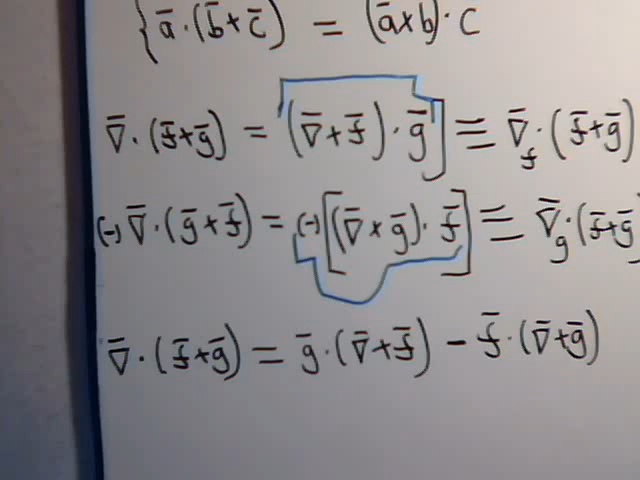 {a̅·(b̅×c̅) = (a̅×b)·c
∇̅·(f̅×g̅) = (∇̅×f̅)·g̅] ≡ ∇̅_f·(f̅×g̅)
(-)∇̅·(g̅×f̅) = (-)[(∇̅×g̅)·f̅] ≡ ∇̅_g·(f̅×g̅
∇̅·(f̅×g̅) = g̅·(∇̅×f̅) - f̅·(∇̅×g̅)